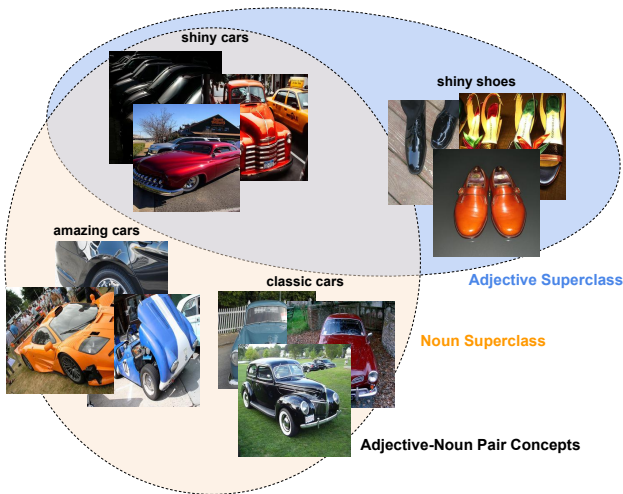 shiny cars
shiny shoes
amazing cars
classic cars
Adjective Superclass
Noun Superclass
Adjective-Noun Pair Concepts